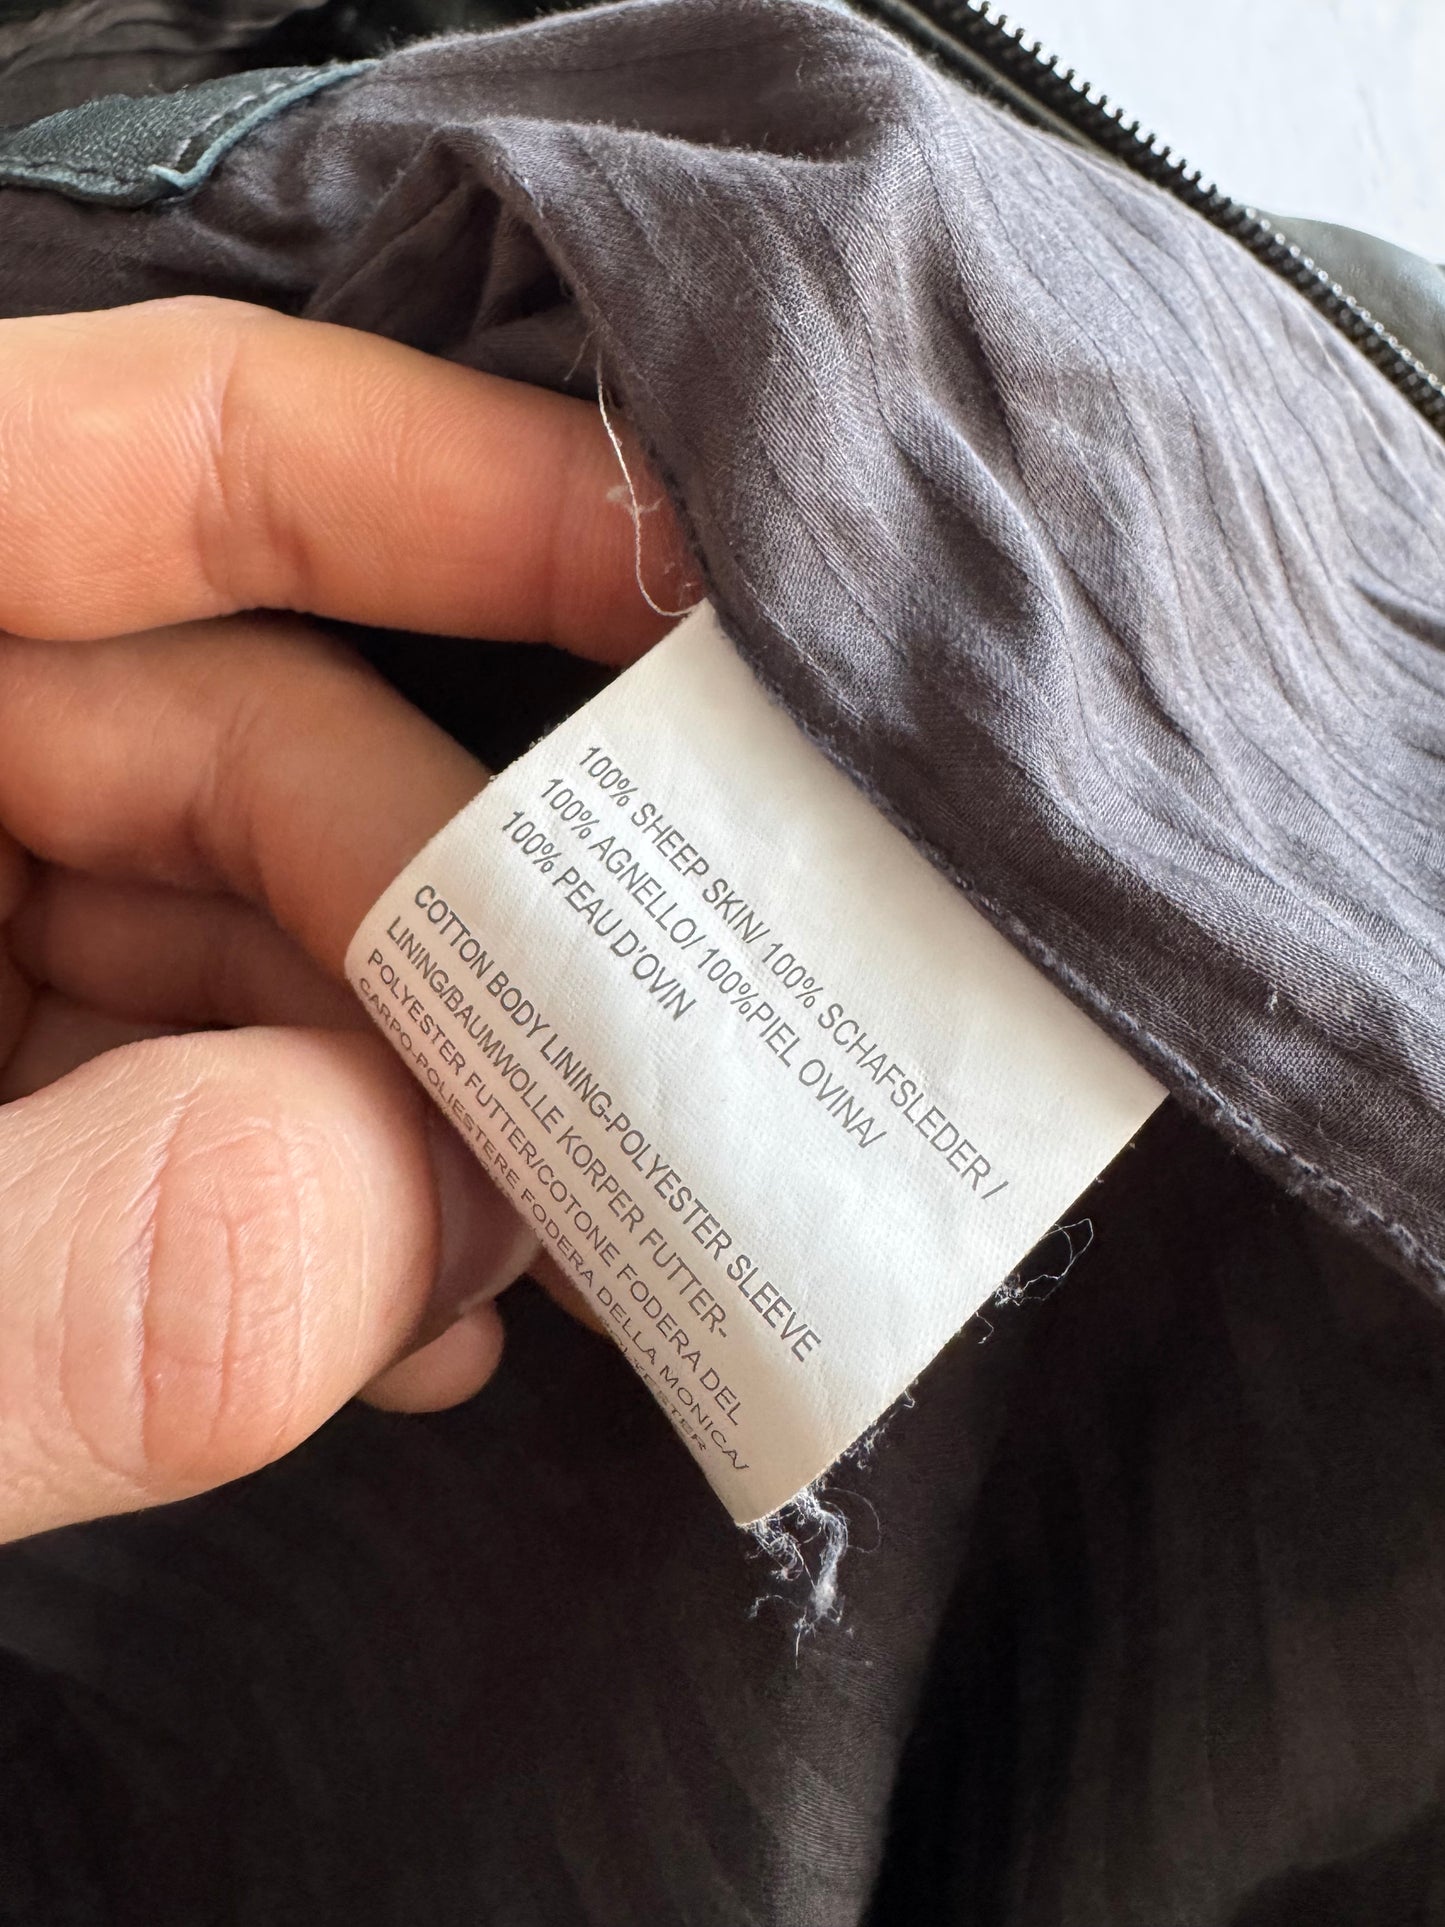 100% SHEEP SKIN/ 100% SCHAFSLEDER /
100% AGNELLO/ 100%PIEL OVINA/
100% PEAU D'OVIN
COTTON BODY LINING-POLYESTER SLEEVE
LINING/BAUMWOLLE KORPER FUTTER-
POLYESTER FUTTER/COTONE FODERA DEL
CARPO-POLIESTERE FODERA DELLA MONICA/